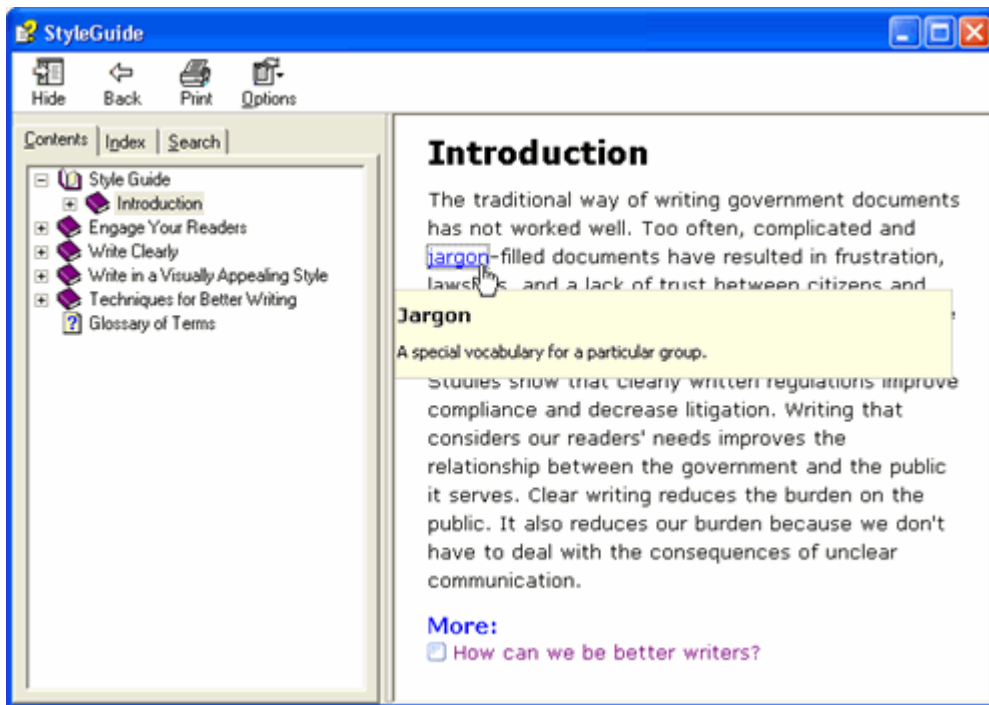 StyleGuide
Hide Back Print Options
Contents Index Search
Style Guide
Introduction
Engage Your Readers
Write Clearly
Write in a Visually Appealing Style
Techniques for Better Writing
Glossary of Terms
Introduction
The traditional way of writing government documents
has not worked well. Too often, complicated and
jargon-filled documents have resulted in frustration,
and a lack of trust between citizens and
Jargon
A special vocabulary for a particular group.
Studies show that clearly written regulations improve
compliance and decrease litigation. Writing that
considers our readers' needs improves the
relationship between the government and the public
it serves. Clear writing reduces the burden on the
public. It also reduces our burden because we don't
have to deal with the consequences of unclear
communication.
More:
How can we be better writers?